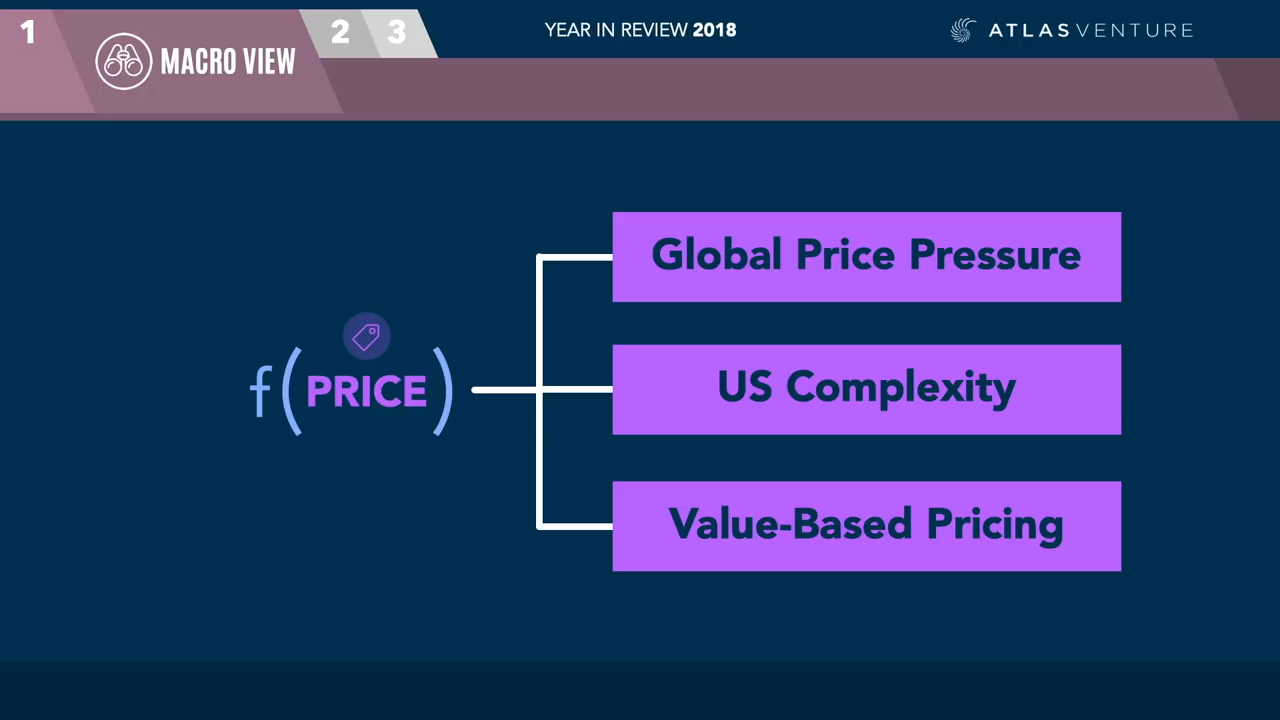 1
MACRO VIEW
2
3
YEAR IN REVIEW 2018
ATLAS VENTURE
f(PRICE)
Global Price Pressure
US Complexity
Value-Based Pricing